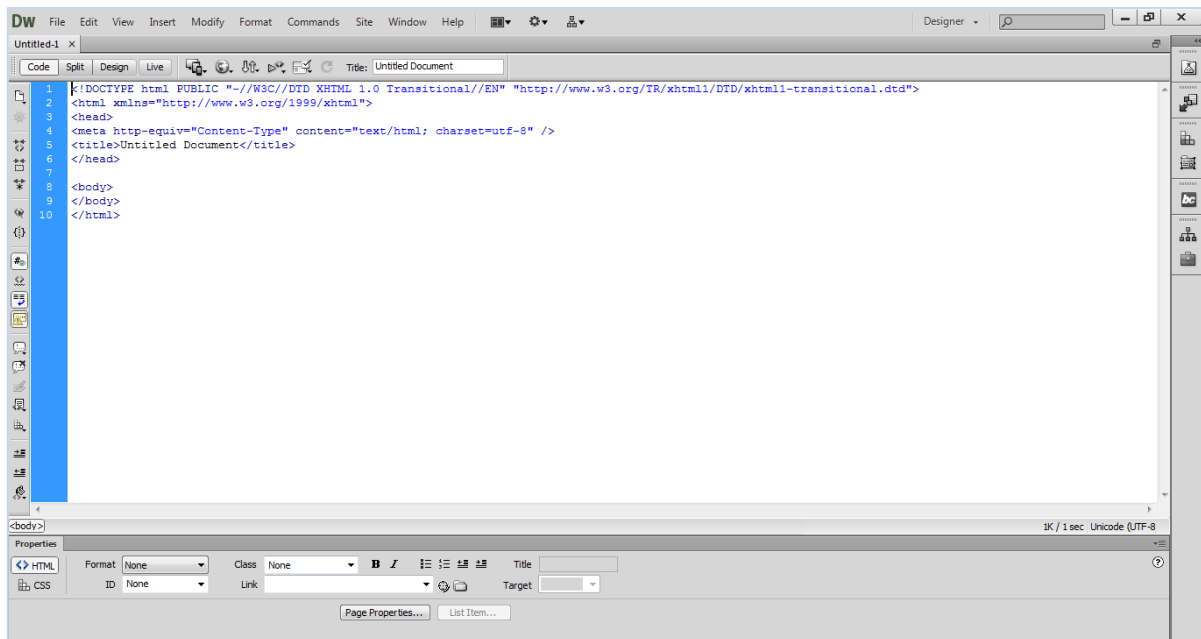 DW File Edit View Insert Modify Format Commands Site Window Help Designer
Untitled-1 ×
Code Split Design Live Title: Untitled Document
1 <!DOCTYPE html PUBLIC "-//W3C//DTD XHTML 1.0 Transitional//EN" "http://www.w3.org/TR/xhtml1/DTD/xhtml1-transitional.dtd">
2 <html xmlns="http://www.w3.org/1999/xhtml">
3 <head>
4 <meta http-equiv="Content-Type" content="text/html; charset=utf-8" />
5 <title>Untitled Document</title>
6 </head>
7
8 <body>
9 </body>
10 </html>
bc
<body> 1K / 1 sec Unicode (UTF-8
Properties
<> HTML Format None Class None B I Title
CSS ID None Link Target
Page Properties... List Item...